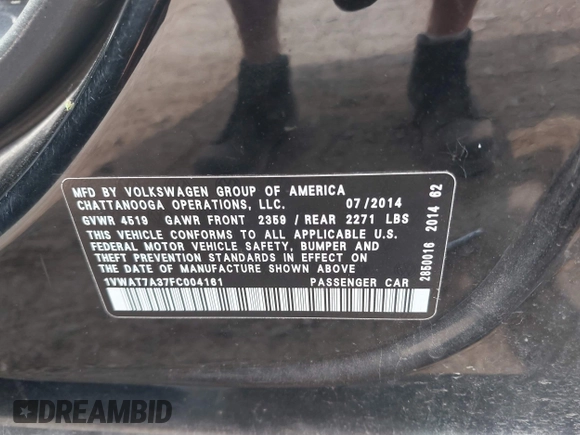 MFD BY VOLKSWAGEN GROUP OF AMERICA
CHATTANOOGA OPERATIONS, LLC. 07/2014
GVWR 4519 GAWR FRONT 2359 / REAR 2271 LBS
THIS VEHICLE CONFORMS TO ALL APPLICABLE U.S.
FEDERAL MOTOR VEHICLE SAFETY, BUMPER AND
THEFT PREVENTION STANDARDS IN EFFECT ON
THE DATE OF MANUFACTURE SHOWN ABOVE
1VWAT7A37FC004161 PASSENGER CAR
2850016 2014 62
DREAMBID